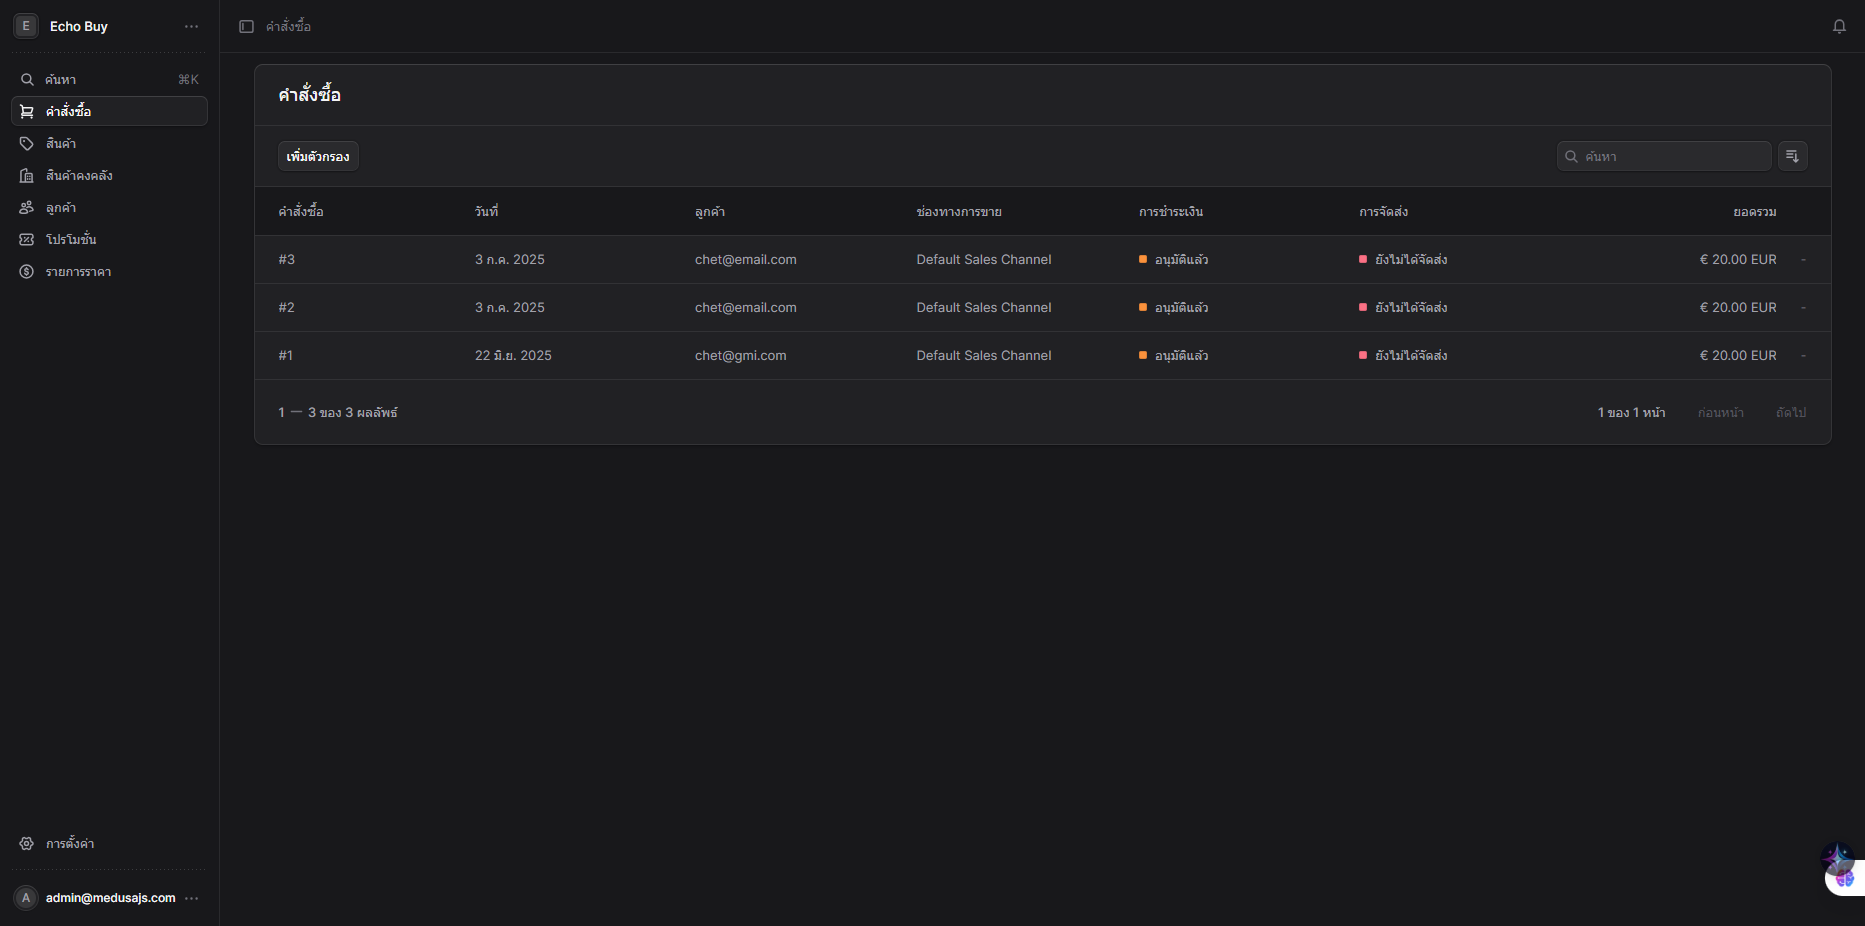 E Echo Buy
ค้นหา ⌘K
คำสั่งซื้อ
สินค้า
สินค้าคงคลัง
ลูกค้า
โปรโมชั่น
รายการราคา
การตั้งค่า
A admin@medusajs.com
คำสั่งซื้อ
คำสั่งซื้อ
เพิ่มตัวกรอง ค้นหา
คำสั่งซื้อ วันที่ ลูกค้า ช่องทางการขาย การชำระเงิน การจัดส่ง ยอดรวม
#3 3 ก.ค. 2025 chet@email.com Default Sales Channel อนุมัติแล้ว ยังไม่ได้จัดส่ง € 20.00 EUR -
#2 3 ก.ค. 2025 chet@email.com Default Sales Channel อนุมัติแล้ว ยังไม่ได้จัดส่ง € 20.00 EUR -
#1 22 มิ.ย. 2025 chet@gmi.com Default Sales Channel อนุมัติแล้ว ยังไม่ได้จัดส่ง € 20.00 EUR -
1 — 3 ของ 3 ผลลัพธ์ 1 ของ 1 หน้า ก่อนหน้า ถัดไป